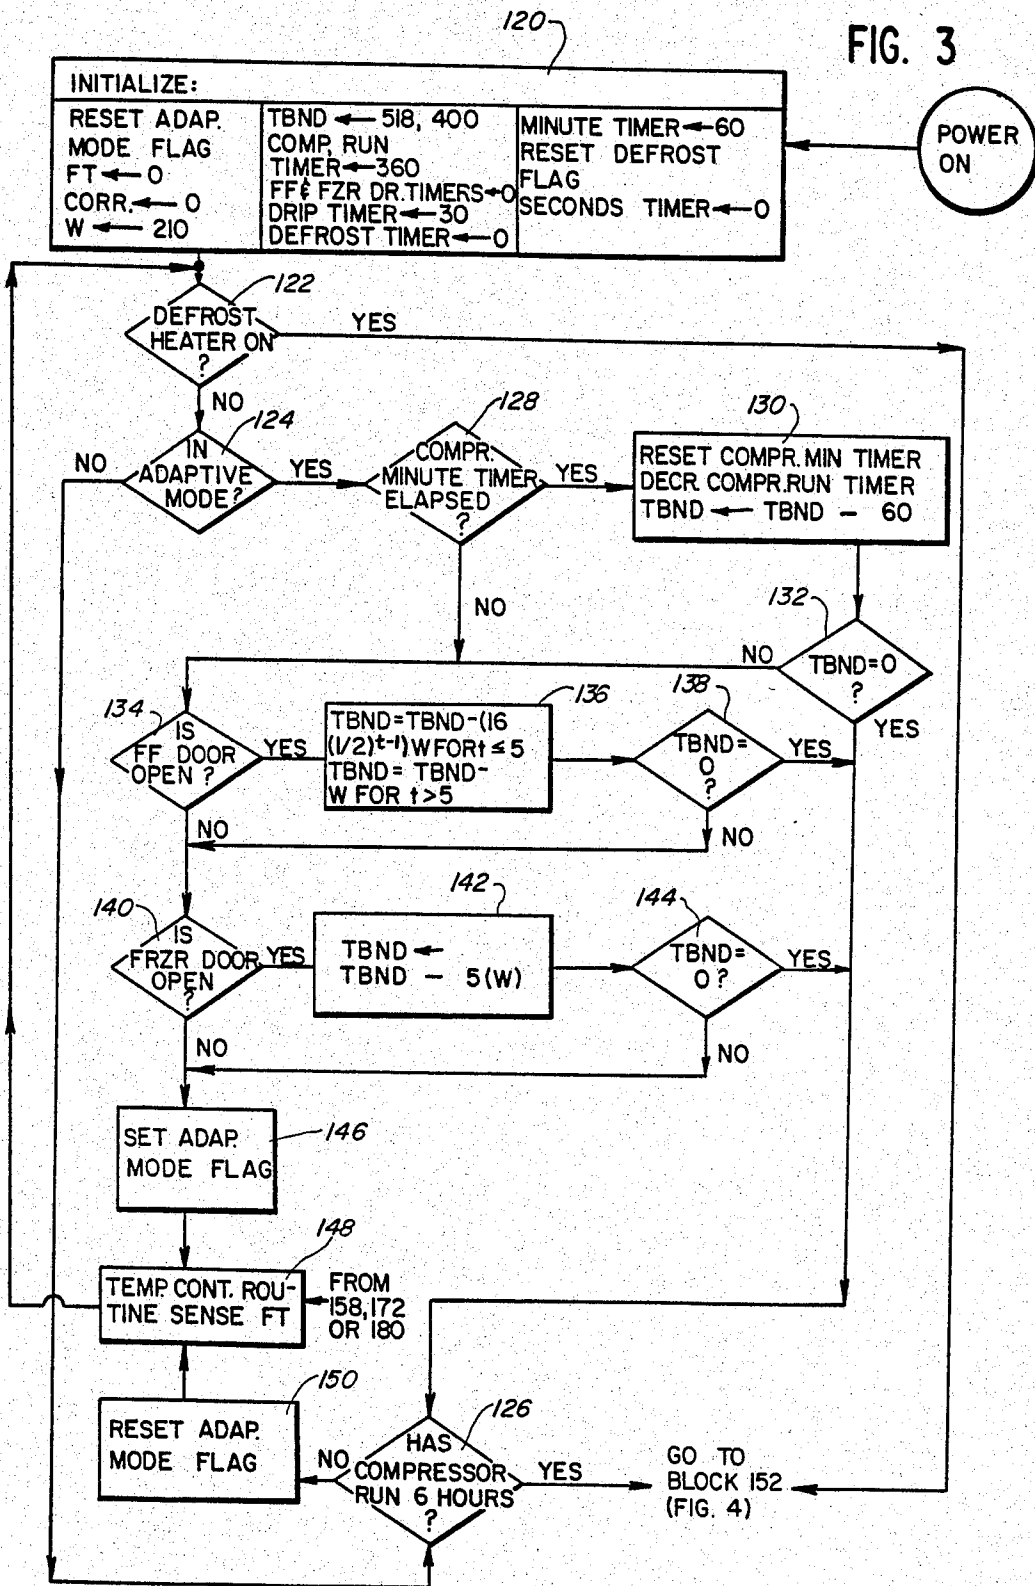 120
FIG. 3
INITIALIZE:
RESET ADAP.
MODE FLAG
FT ← 0
CORR. ← 0
W ← 210
TBND ← 518, 400
COMP. RUN
TIMER ← 360
FF & FZR DR. TIMERS ← 0
DRIP TIMER ← 30
DEFROST TIMER ← 0
MINUTE TIMER ← 60
RESET DEFROST
FLAG
SECONDS TIMER ← 0
POWER
ON
122
DEFROST
HEATER ON
?
YES
NO
124
IN
ADAPTIVE
MODE?
NO
YES
128
COMPR.
MINUTE TIMER
ELAPSED
?
YES
NO
130
RESET COMPR. MIN TIMER
DECR. COMPR. RUN TIMER
TBND ← TBND - 60
132
TBND = 0
?
NO
YES
134
IS
FF DOOR
OPEN ?
YES
NO
136
TBND = TBND-(16
(1/2)^t-1) W FOR t ≤ 5
TBND = TBND-
W FOR t > 5
138
TBND =
0
?
YES
NO
140
IS
FRZR DOOR
OPEN
?
YES
NO
142
TBND ←
TBND - 5(W)
144
TBND =
0 ?
YES
NO
146
SET ADAP.
MODE FLAG
148
TEMP. CONT. ROU-
TINE SENSE FT
FROM
158, 172
OR 180
150
RESET ADAP.
MODE FLAG
126
HAS
COMPRESSOR
RUN 6 HOURS
?
NO
YES
GO TO
BLOCK 152
(FIG. 4)